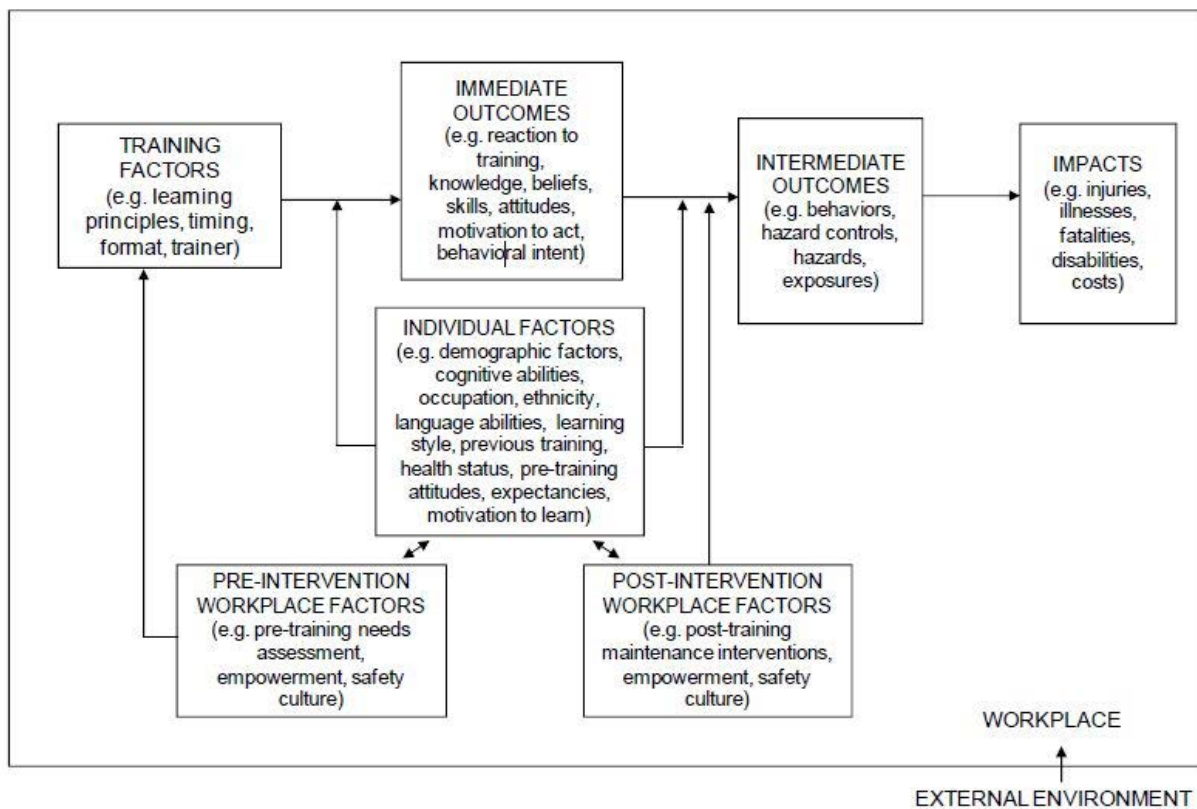 TRAINING
FACTORS
(e.g. learning
principles, timing,
format, trainer)
IMMEDIATE
OUTCOMES
(e.g. reaction to
training,
knowledge, beliefs,
skills, attitudes,
motivation to act,
behavioral intent)
INTERMEDIATE
OUTCOMES
(e.g. behaviors,
hazard controls,
hazards,
exposures)
IMPACTS
(e.g. injuries,
illnesses,
fatalities,
disabilities,
costs)
INDIVIDUAL FACTORS
(e.g. demographic factors,
cognitive abilities,
occupation, ethnicity,
language abilities, learning
style, previous training,
health status, pre-training
attitudes, expectancies,
motivation to learn)
PRE-INTERVENTION
WORKPLACE FACTORS
(e.g. pre-training needs
assessment,
empowerment, safety
culture)
POST-INTERVENTION
WORKPLACE FACTORS
(e.g. post-training
maintenance interventions,
empowerment, safety
culture)
WORKPLACE
EXTERNAL ENVIRONMENT